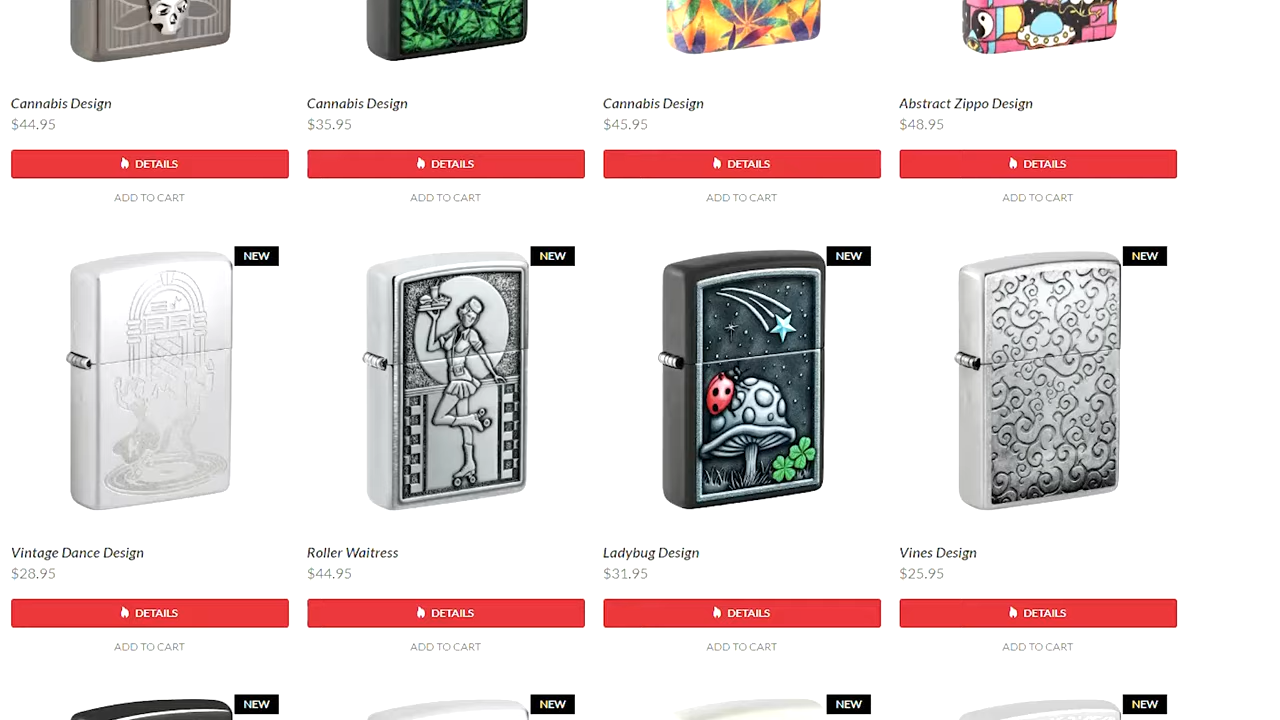 Cannabis Design
Cannabis Design
Cannabis Design
Abstract Zippo Design
$44.95
$35.95
$45.95
$48.95
DETAILS
DETAILS
DETAILS
DETAILS
ADD TO CART
ADD TO CART
ADD TO CART
ADD TO CART
NEW
NEW
NEW
NEW
Vintage Dance Design
Roller Waitress
Ladybug Design
Vines Design
$28.95
$44.95
$31.95
$25.95
DETAILS
DETAILS
DETAILS
DETAILS
ADD TO CART
ADD TO CART
ADD TO CART
ADD TO CART
NEW
NEW
NEW
NEW